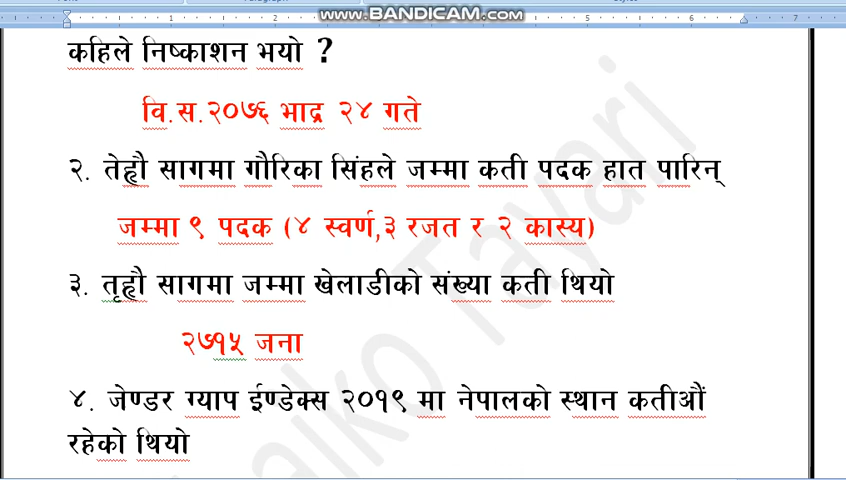 www.BANDICAM.com
कहिले निष्काशन भयो ?
वि.स.२०७६ भाद्र २४ गते
२. तेह्रौ सागमा गौरिका सिंहले जम्मा कती पदक हात पारिन्
जम्मा ९ पदक (४ स्वर्ण,३ रजत र २ कास्य)
३. तृह्रौ सागमा जम्मा खेलाडीको संख्या कती थियो
२७१५ जना
४. जेण्डर ग्याप ईण्डेक्स २०१९ मा नेपालको स्थान कतीऔं
रहेको थियो